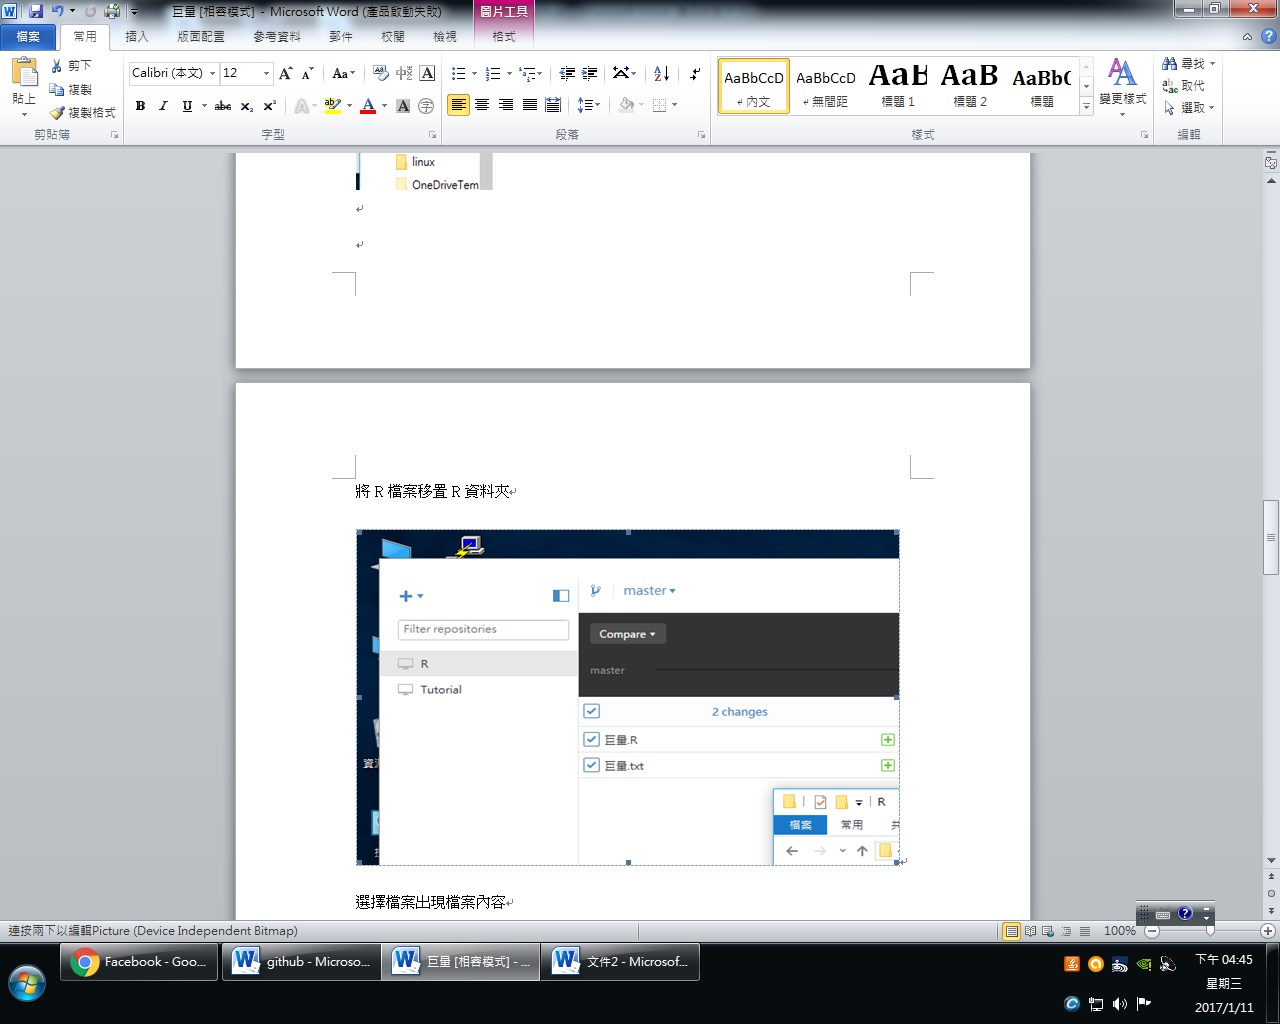 巨量 [相容模式] - Microsoft Word (產品啟動失敗)
圖片工具
檔案 常用 插入 版面配置 參考資料 郵件 校閱 檢視 格式
貼上
剪下
複製
複製格式
剪貼簿
Calibri (本文) 12
字型
段落
AaBbCcD AaBbCcD AaB AaB AaBbC
內文 無間距 標題 1 標題 2 標題
變更樣式
樣式
尋找
取代
選取
編輯
linux
OneDriveTem
將 R 檔案移置 R 資料夾
master
Filter repositories
Compare
R
master
Tutorial
2 changes
巨量.R
巨量.txt
R
檔案 常用
選擇檔案出現檔案內容
連按兩下以編輯Picture (Device Independent Bitmap)
100%
Facebook - Goo...
github - Microso...
巨量 [相容模式] - ...
文件2 - Microsof...
下午 04:45
星期三
2017/1/11